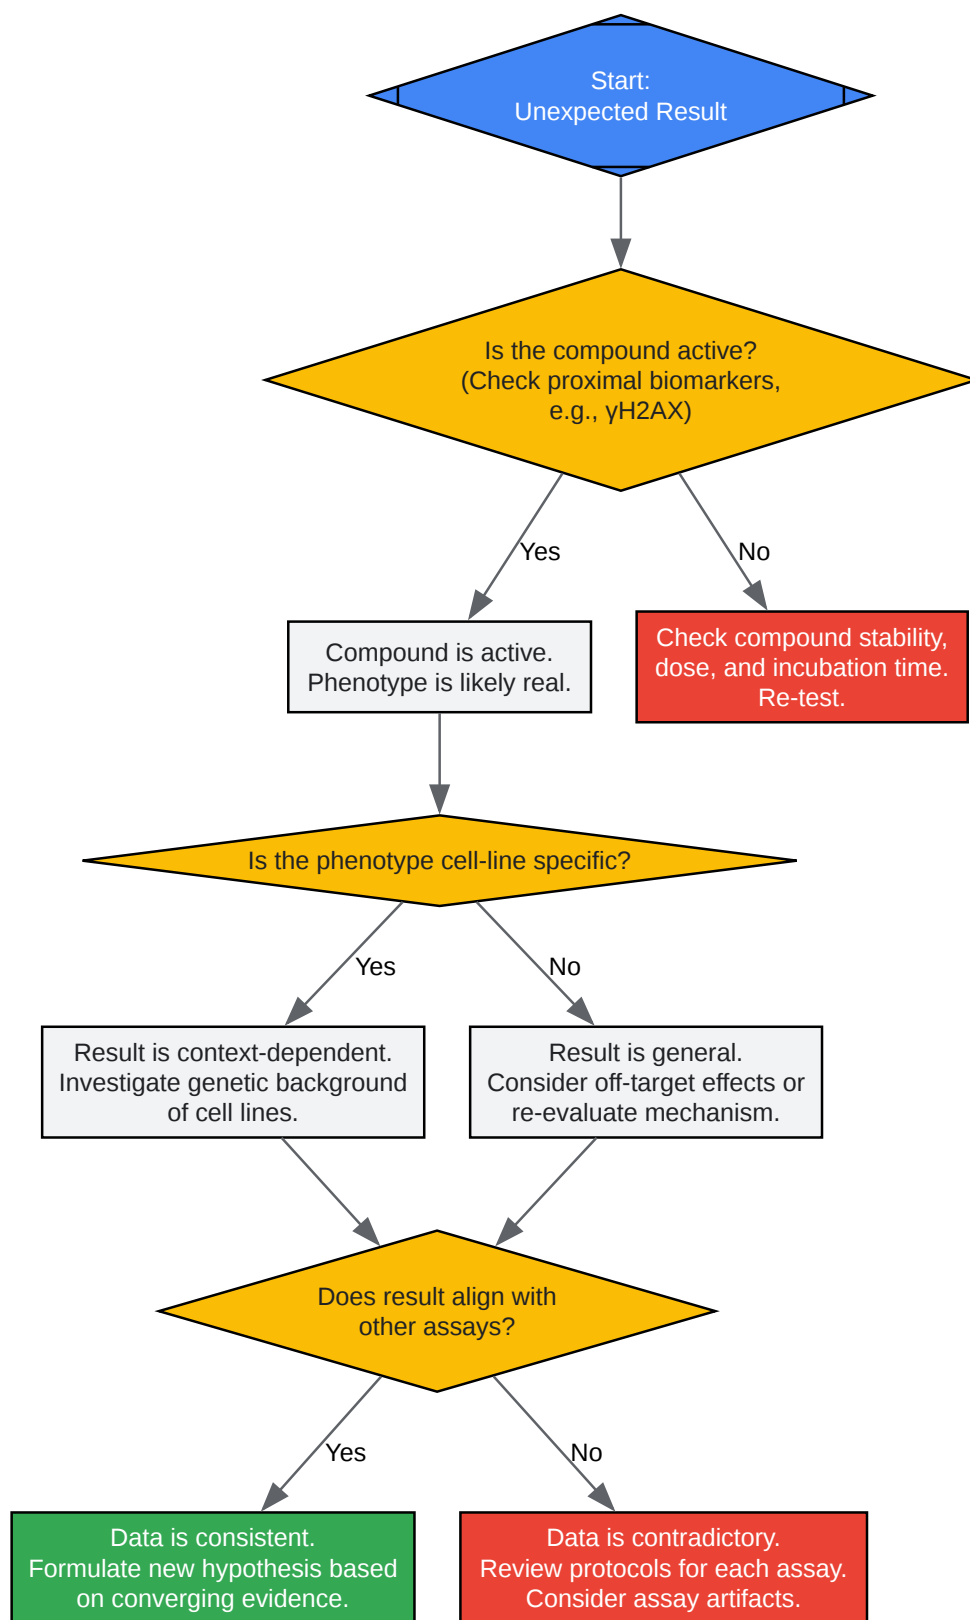 Start:
Unexpected Result
Is the compound active?
(Check proximal biomarkers,
e.g., γH2AX)
Yes
No
Compound is active.
Phenotype is likely real.
Check compound stability,
dose, and incubation time.
Re-test.
Is the phenotype cell-line specific?
Yes
No
Result is context-dependent.
Investigate genetic background
of cell lines.
Result is general.
Consider off-target effects or
re-evaluate mechanism.
Does result align with
other assays?
Yes
No
Data is consistent.
Formulate new hypothesis based
on converging evidence.
Data is contradictory.
Review protocols for each assay.
Consider assay artifacts.